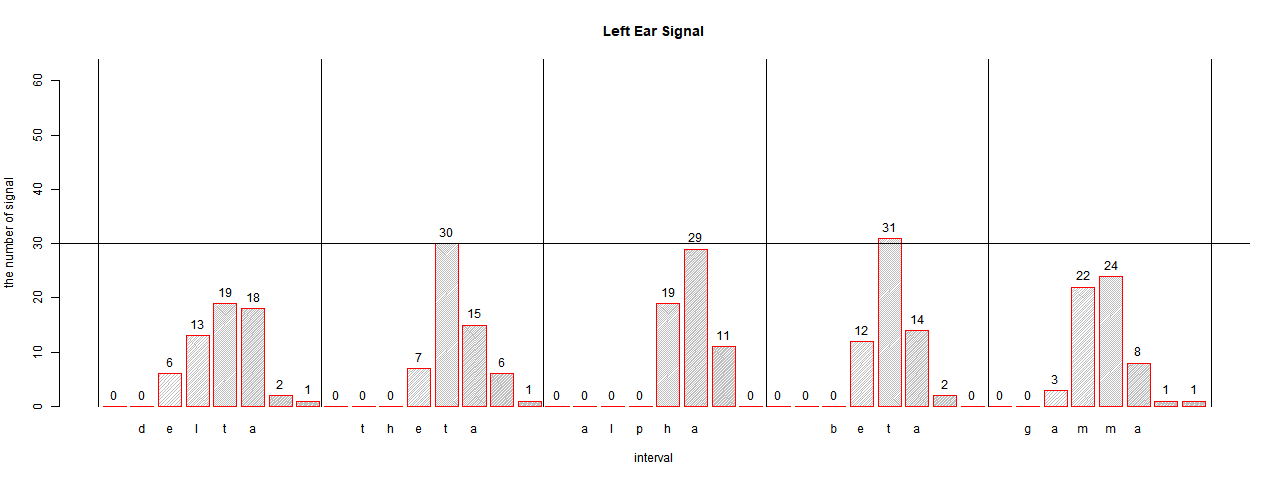 Left Ear Signal
the number of signal
60
50
40
30
20
10
0
0 0 6 13 19 18 2 1 0 0 0 7 30 15 6 1 0 0 0 0 19 29 11 0 0 0 0 12 31 14 2 0 0 0 3 22 24 8 1 1
d e l t a t h e t a a l p h a b e t a g a m m a
interval